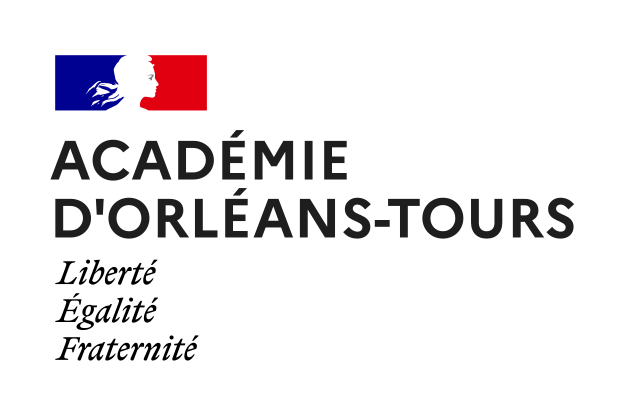 ACADÉMIE
D'ORLÉANS-TOURS
Liberté
Égalité
Fraternité